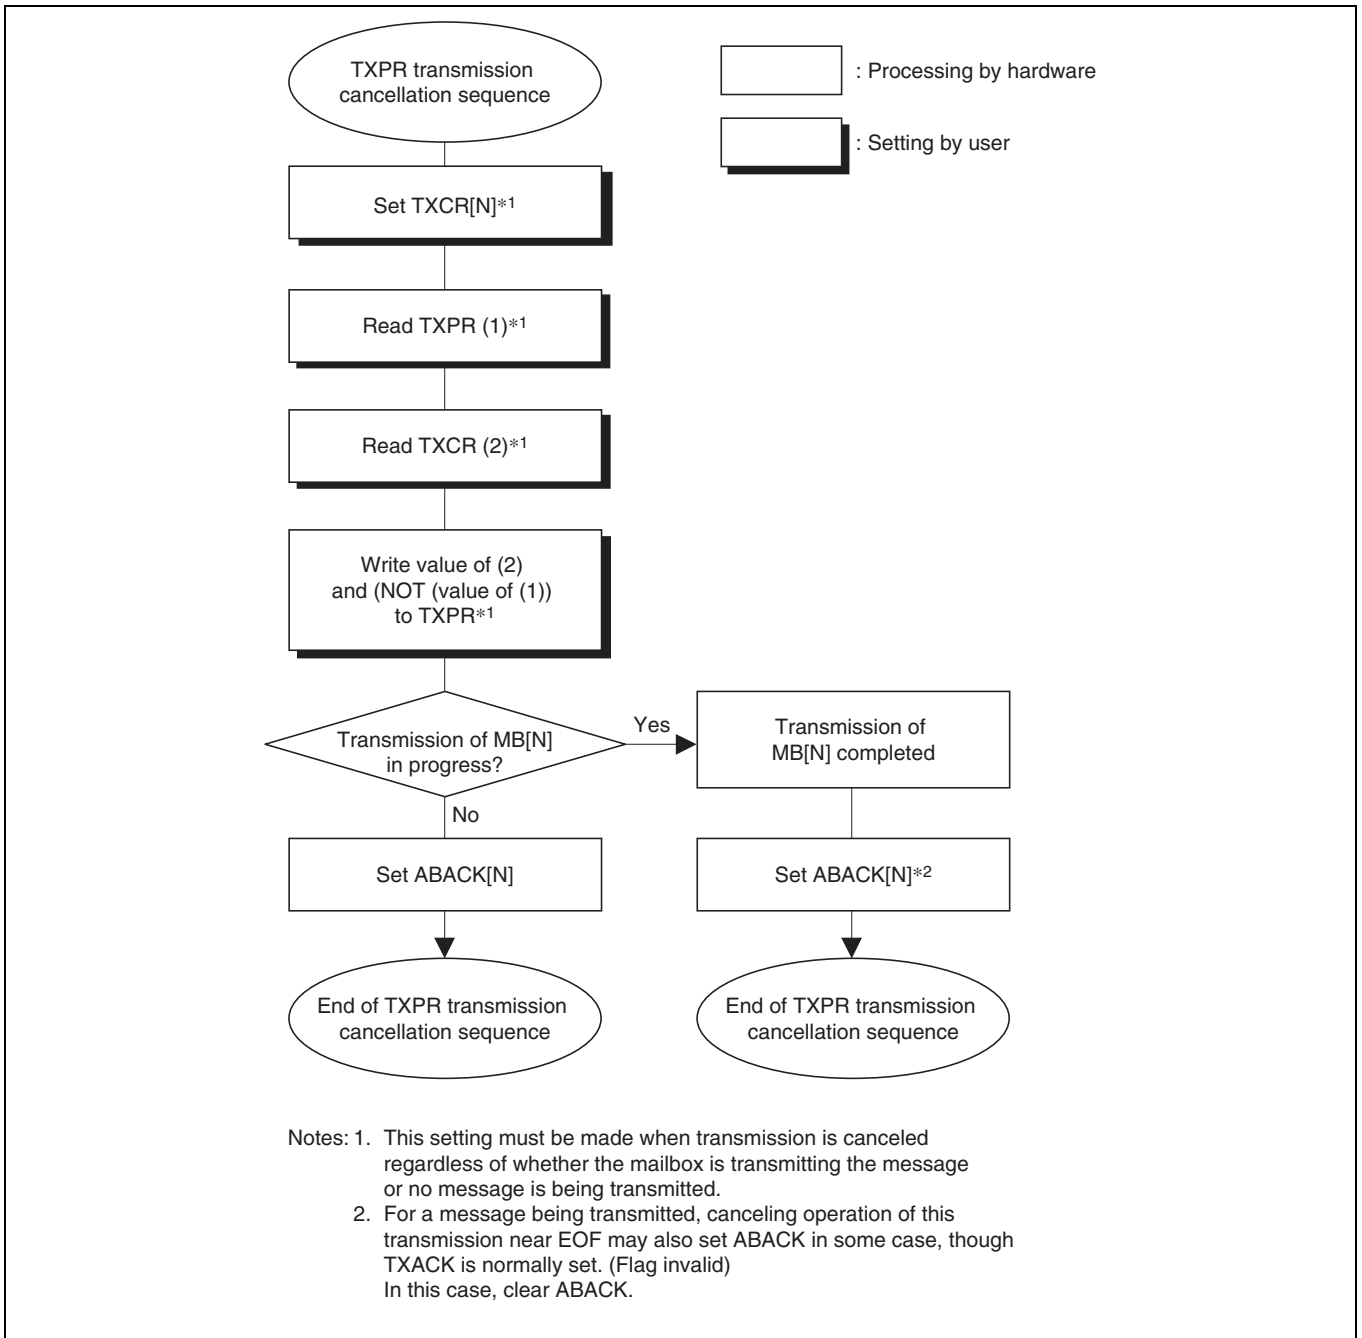 TXPR transmission
cancellation sequence
: Processing by hardware
: Setting by user
Set TXCR[N]*1
Read TXPR (1)*1
Read TXCR (2)*1
Write value of (2)
and (NOT (value of (1))
to TXPR*1
Transmission of MB[N]
in progress?
Yes
Transmission of
MB[N] completed
No
Set ABACK[N]
Set ABACK[N]*2
End of TXPR transmission
cancellation sequence
End of TXPR transmission
cancellation sequence
Notes: 1. This setting must be made when transmission is canceled
regardless of whether the mailbox is transmitting the message
or no message is being transmitted.
2. For a message being transmitted, canceling operation of this
transmission near EOF may also set ABACK in some case, though
TXACK is normally set. (Flag invalid)
In this case, clear ABACK.